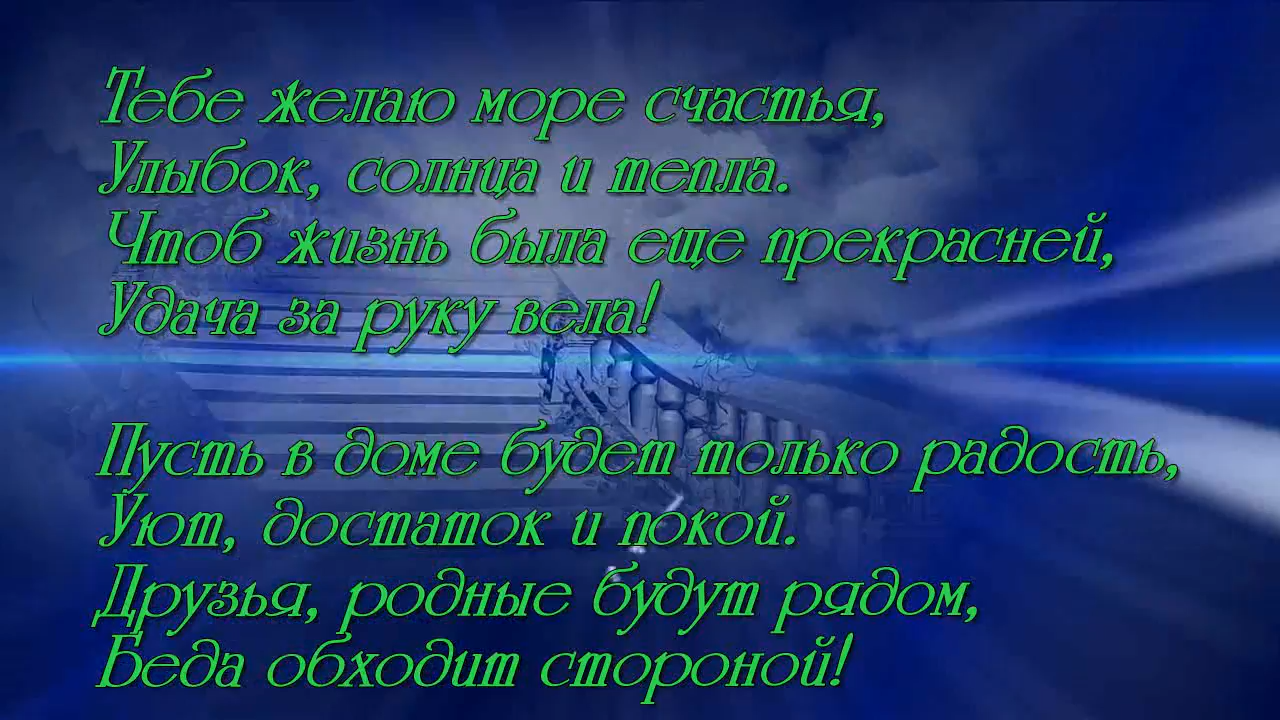 Тебе желаю море счастья,
Улыбок, солнца и тепла.
Чтоб жизнь была еще прекрасней,
Удача за руку вела!
Пусть в доме будет только радость,
Уют, достаток и покой.
Друзья, родные будут рядом,
Беда обходит стороной!